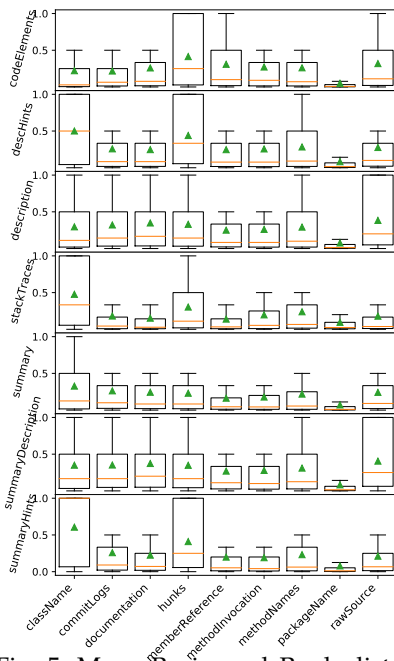 codeElements
1.0
0.5
descHints
1.0
0.5
description
1.0
0.5
stackTraces
1.0
0.5
summary
1.0
0.5
summaryDescription
1.0
0.5
summaryHints
1.0
0.5
0.0
className
commitLogs
documentation
hunks
memberReference
methodInvocation
methodNames
packageName
rawSource